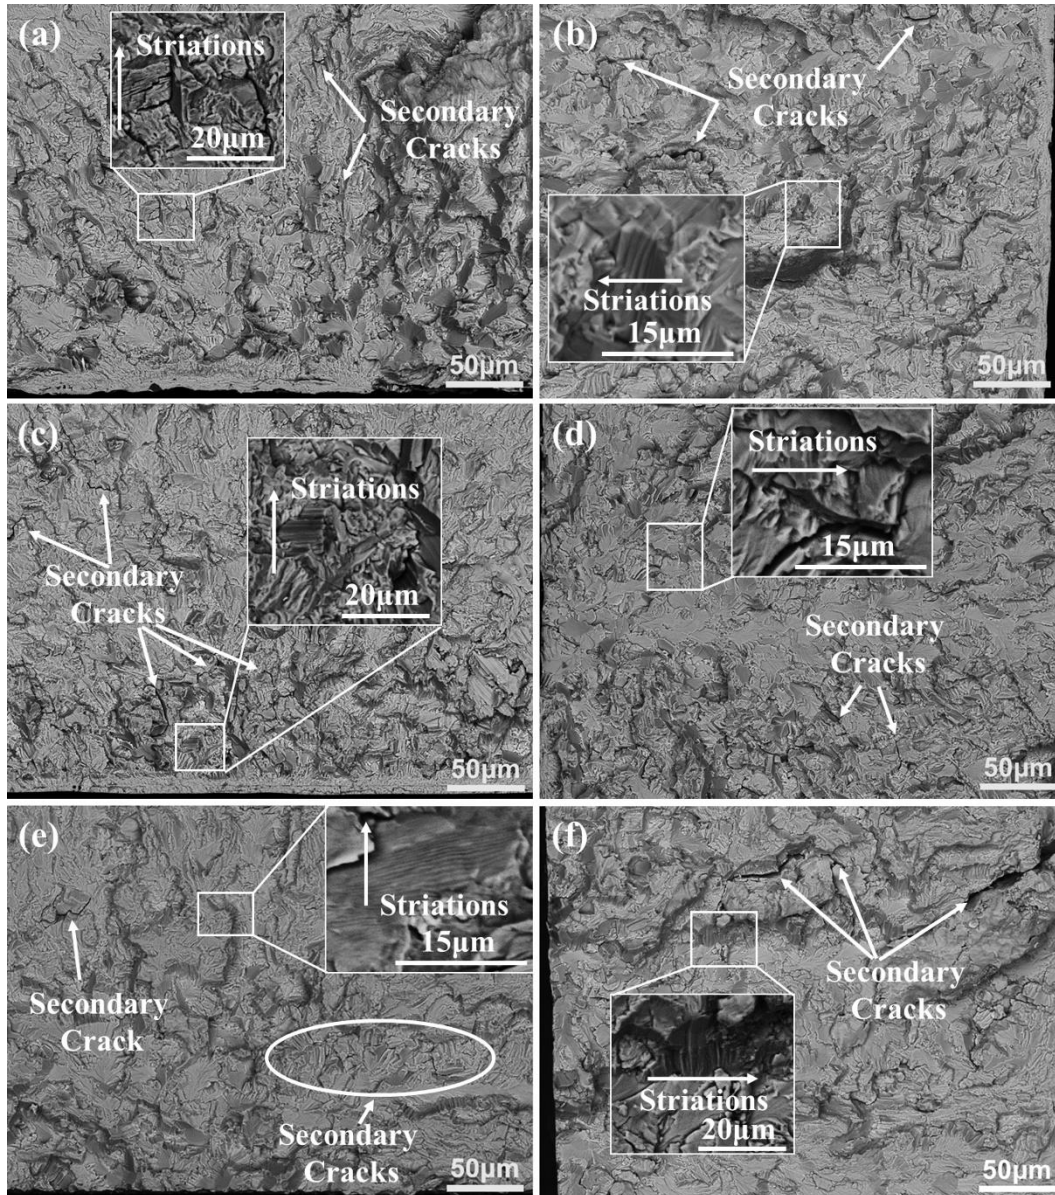 (a)
Striations
20µm
Secondary
Cracks
50µm
(b)
Secondary
Cracks
Striations
15µm
50µm
(c)
Striations
20µm
Secondary
Cracks
50µm
(d)
Striations
15µm
Secondary
Cracks
50µm
(e)
Striations
15µm
Secondary
Crack
Secondary
Cracks
50µm
(f)
Secondary
Cracks
Striations
20µm
50µm